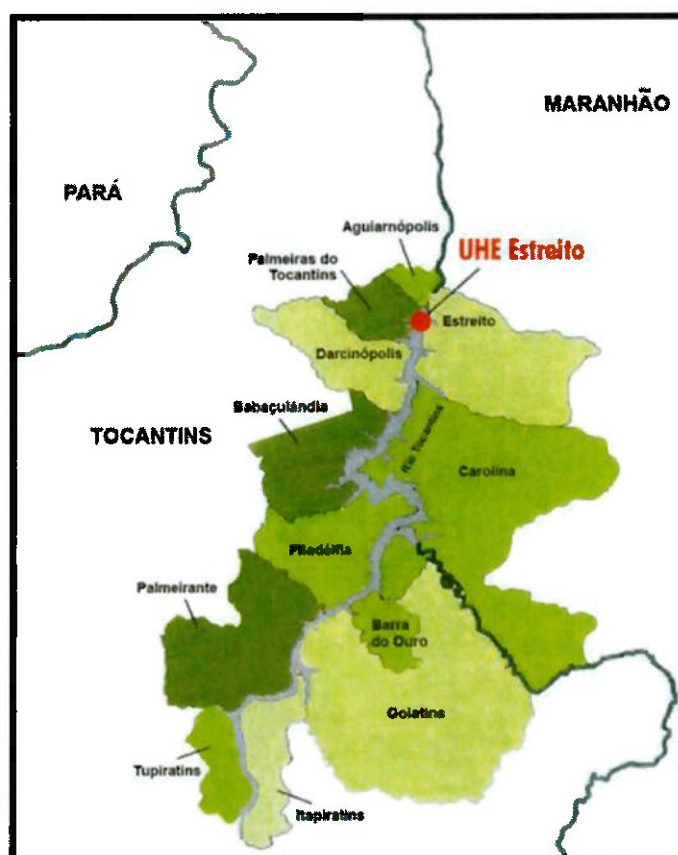 MARANHÃO
PARÁ
Aguiarnópolis
UHE Estreito
Palmeiras do
Tocantins
Estreito
Darcinópolis
Babaçulândia
TOCANTINS
Rio Tocantins
Carolina
Filadélfia
Palmeirante
Barra
do Ouro
Goiatins
Tupiratins
Itapiratins